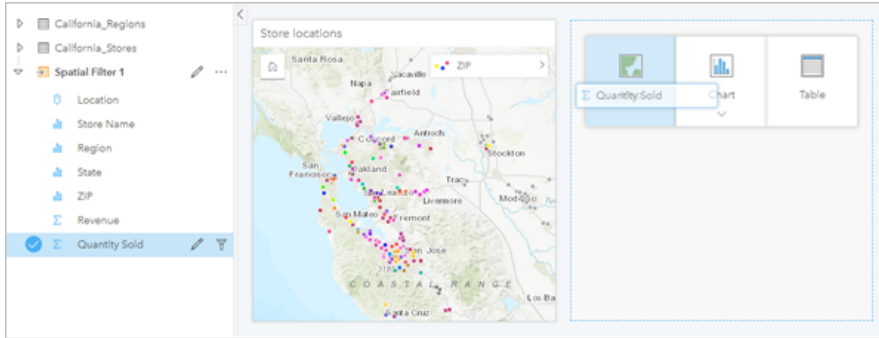 California_Regions
California_Stores
Spatial Filter 1
Location
Store Name
Region
State
ZIP
Revenue
Quantity Sold
Store locations
ZIP
Santa Rosa
Napa
Vacaville
Fairfield
Vallejo
Concord
Antioch
Stockton
San Francisco
Oakland
Tracy
San Leandro
Livermore
Modesto
San Mateo
Fremont
San Jose
COASTAL RANGE
Los Ba
Santa Cruz
Quantity Sold
Chart
Table